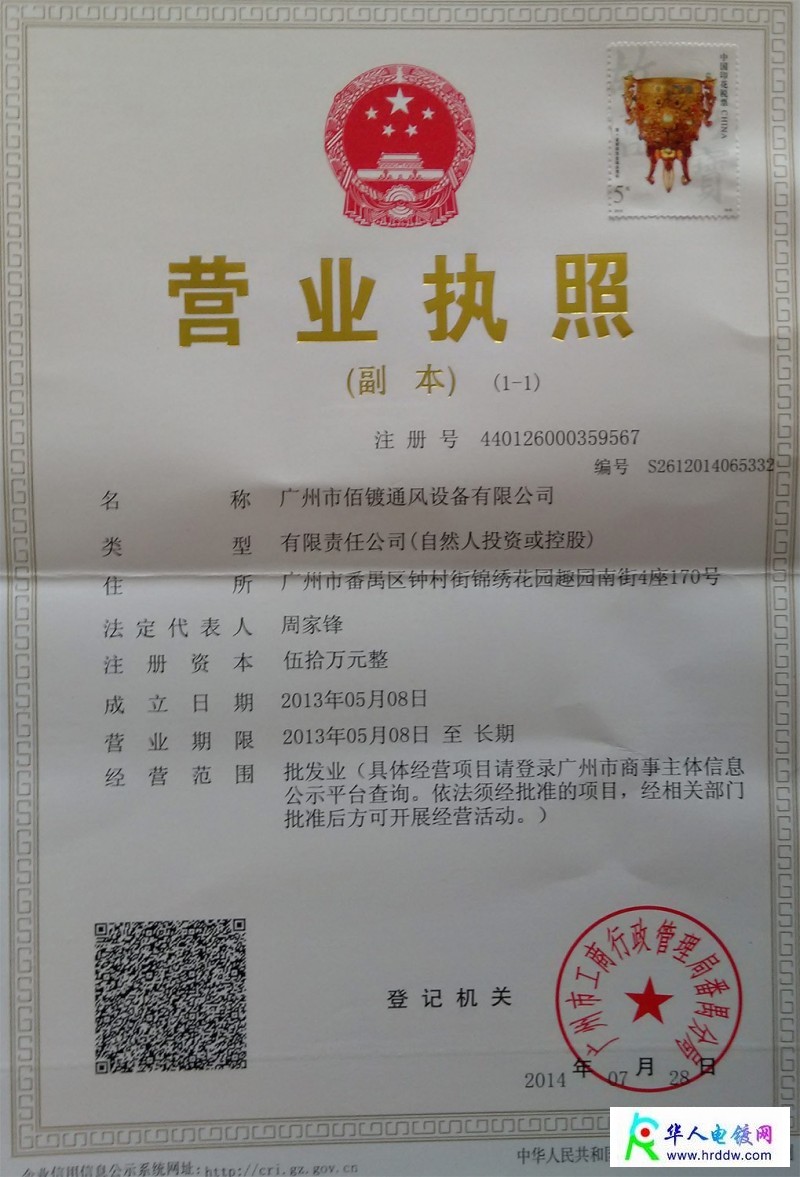 中国印花税票 CHINA
5元
营业执照
(副 本) (1-1)
注 册 号 440126000359567
编号 S2612014065332
名 称 广州市佰镀通风设备有限公司
类 型 有限责任公司(自然人投资或控股)
住 所 广州市番禺区钟村街锦绣花园趣园南街4座170号
法定代表人 周家锋
注 册 资 本 伍拾万元整
成 立 日 期 2013年05月08日
营 业 期 限 2013年05月08日 至 长期
经 营 范 围 批发业（具体经营项目请登录广州市商事主体信息
公示平台查询。依法须经批准的项目，经相关部门
批准后方可开展经营活动。）
广州市工商行政管理局番禺分局
登 记 机 关
2014 年 07 月 28 日
华人电镀网
www.hrddw.com
企业信用信息公示系统网址: http://cri.gz.gov.cn
中华人民共和国